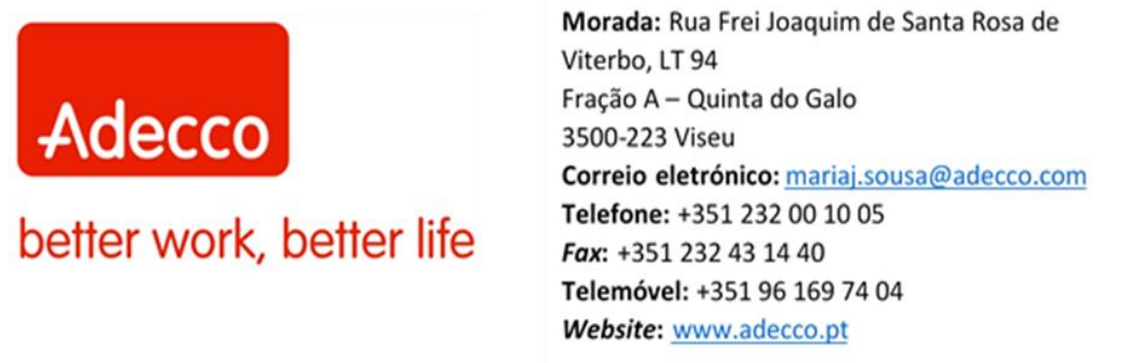 Adecco
better work, better life
Morada: Rua Frei Joaquim de Santa Rosa de
Viterbo, LT 94
Fração A – Quinta do Galo
3500-223 Viseu
Correio eletrónico: mariaj.sousa@adecco.com
Telefone: +351 232 00 10 05
Fax: +351 232 43 14 40
Telemóvel: +351 96 169 74 04
Website: www.adecco.pt